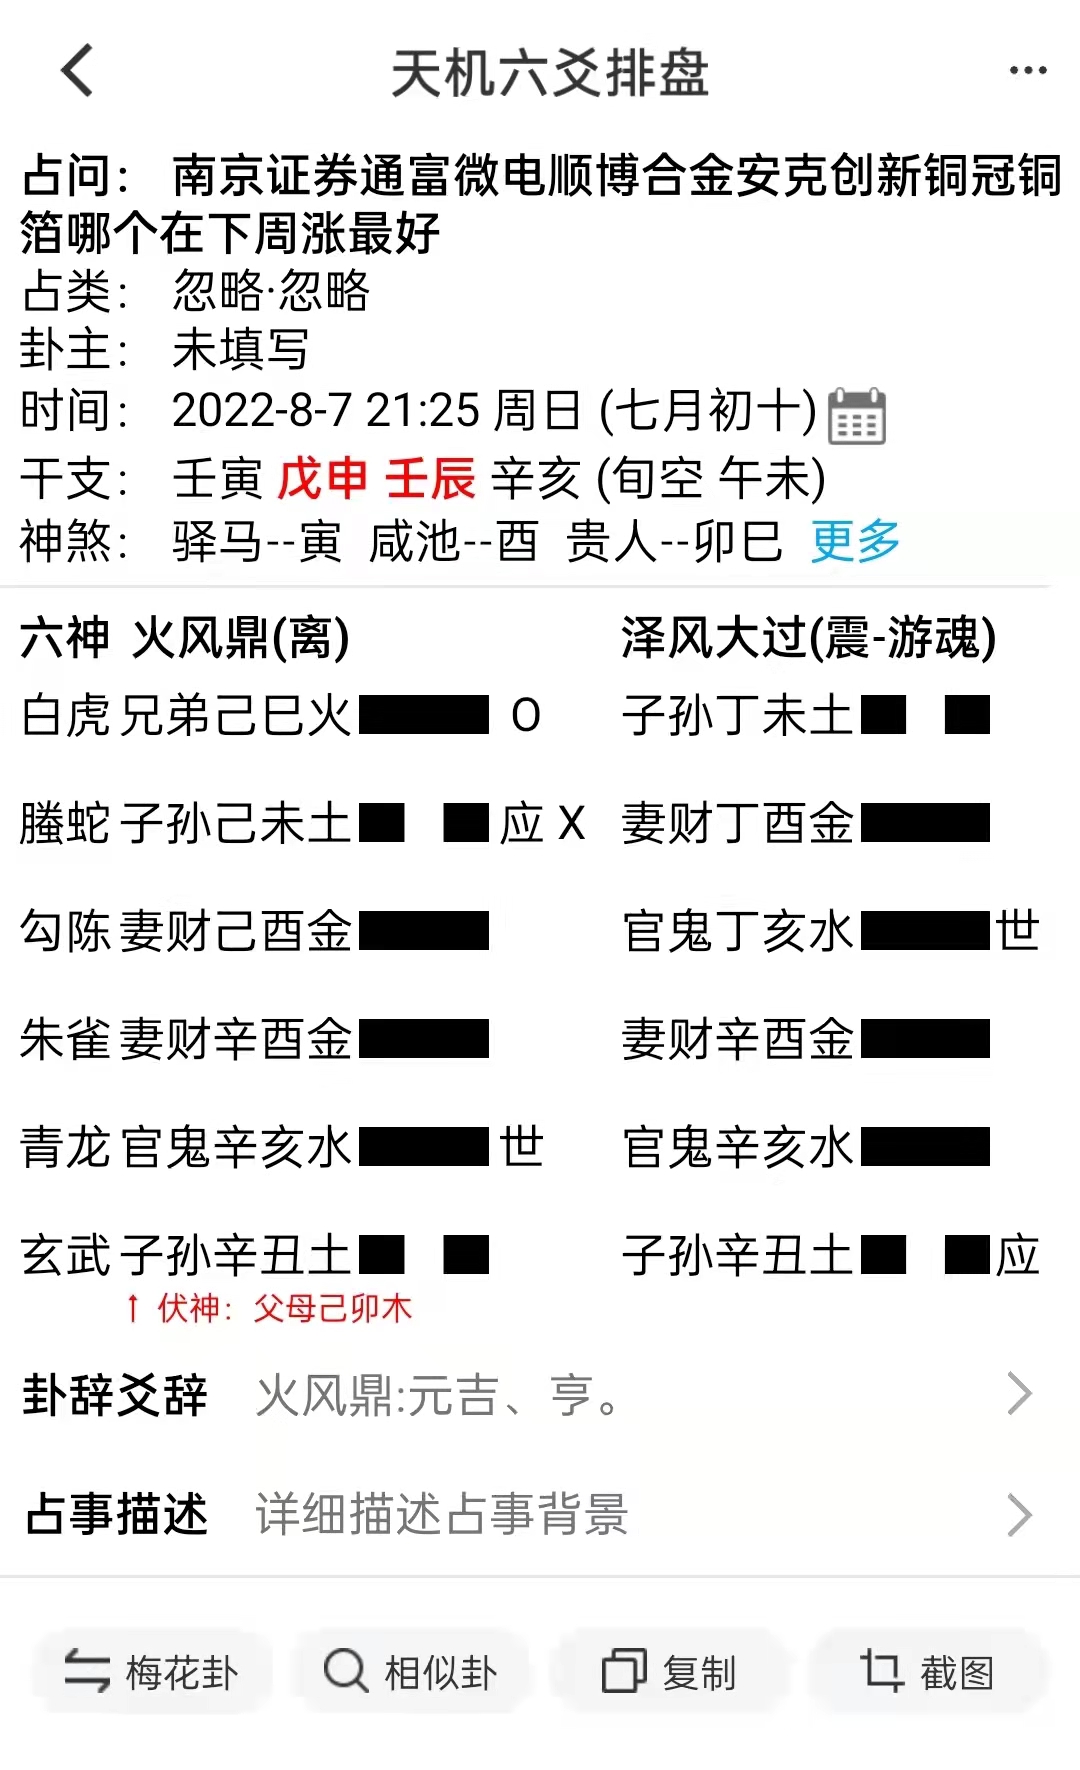 天机六爻排盘
占问： 南京证券通富微电顺博合金安克创新铜冠铜
箔哪个在下周涨最好
占类： 忽略·忽略
卦主： 未填写
时间： 2022-8-7 21:25 周日 (七月初十)
干支： 壬寅 戊申 壬辰 辛亥 (旬空 午未)
神煞： 驿马--寅 咸池--酉 贵人--卯巳 更多
六神 火风鼎(离) 泽风大过(震-游魂)
白虎 兄弟己巳火 O 子孙丁未土
螣蛇 子孙己未土 应 X 妻财丁酉金
勾陈 妻财己酉金 官鬼丁亥水 世
朱雀 妻财辛酉金 妻财辛酉金
青龙 官鬼辛亥水 世 官鬼辛亥水
玄武 子孙辛丑土 子孙辛丑土 应
↑ 伏神：父母己卯木
卦辞爻辞 火风鼎:元吉、亨。
占事描述 详细描述占事背景
梅花卦 相似卦 复制 截图